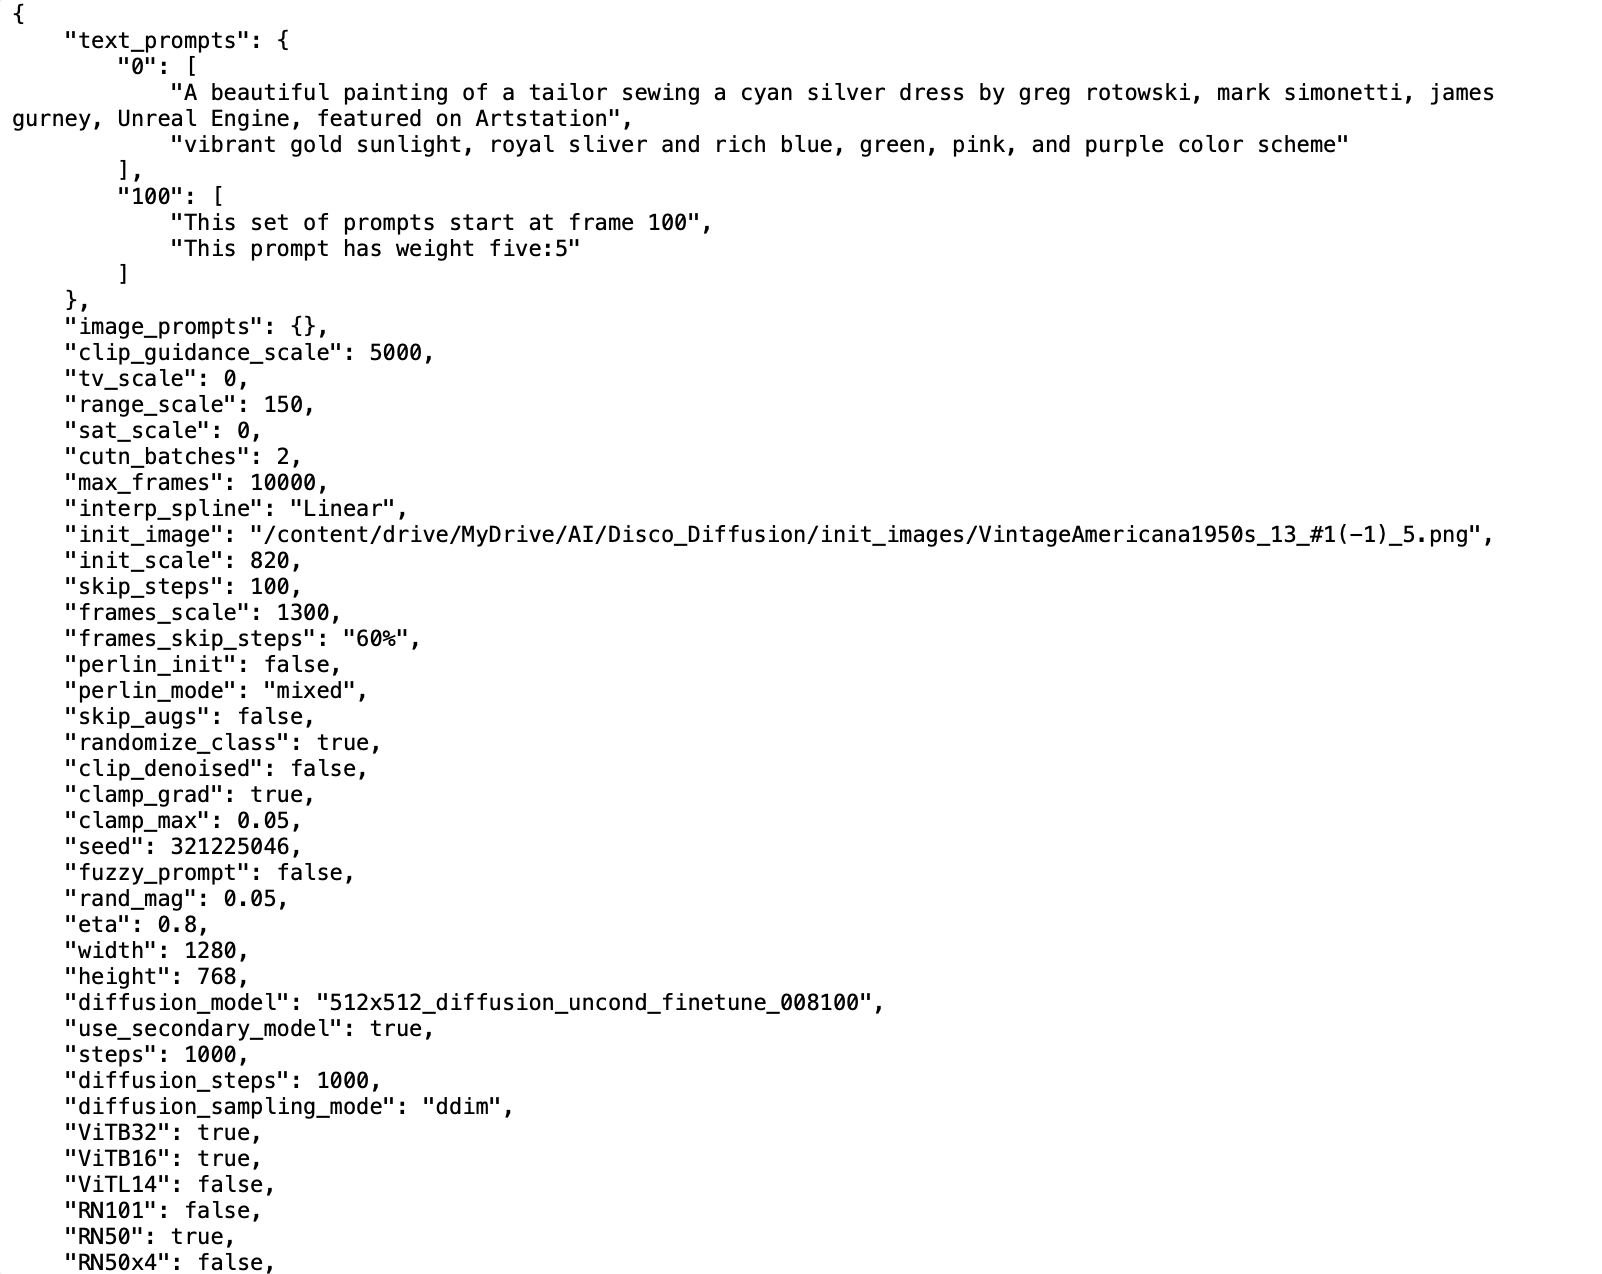 {
    "text_prompts": {
        "0": [
            "A beautiful painting of a tailor sewing a cyan silver dress by greg rotowski, mark simonetti, james
gurney, Unreal Engine, featured on Artstation",
            "vibrant gold sunlight, royal sliver and rich blue, green, pink, and purple color scheme"
        ],
        "100": [
            "This set of prompts start at frame 100",
            "This prompt has weight five:5"
        ]
    },
    "image_prompts": {},
    "clip_guidance_scale": 5000,
    "tv_scale": 0,
    "range_scale": 150,
    "sat_scale": 0,
    "cutn_batches": 2,
    "max_frames": 10000,
    "interp_spline": "Linear",
    "init_image": "/content/drive/MyDrive/AI/Disco_Diffusion/init_images/VintageAmericana1950s_13_#1(-1)_5.png",
    "init_scale": 820,
    "skip_steps": 100,
    "frames_scale": 1300,
    "frames_skip_steps": "60%",
    "perlin_init": false,
    "perlin_mode": "mixed",
    "skip_augs": false,
    "randomize_class": true,
    "clip_denoised": false,
    "clamp_grad": true,
    "clamp_max": 0.05,
    "seed": 321225046,
    "fuzzy_prompt": false,
    "rand_mag": 0.05,
    "eta": 0.8,
    "width": 1280,
    "height": 768,
    "diffusion_model": "512x512_diffusion_uncond_finetune_008100",
    "use_secondary_model": true,
    "steps": 1000,
    "diffusion_steps": 1000,
    "diffusion_sampling_mode": "ddim",
    "ViTB32": true,
    "ViTB16": true,
    "ViTL14": false,
    "RN101": false,
    "RN50": true,
    "RN50x4": false,